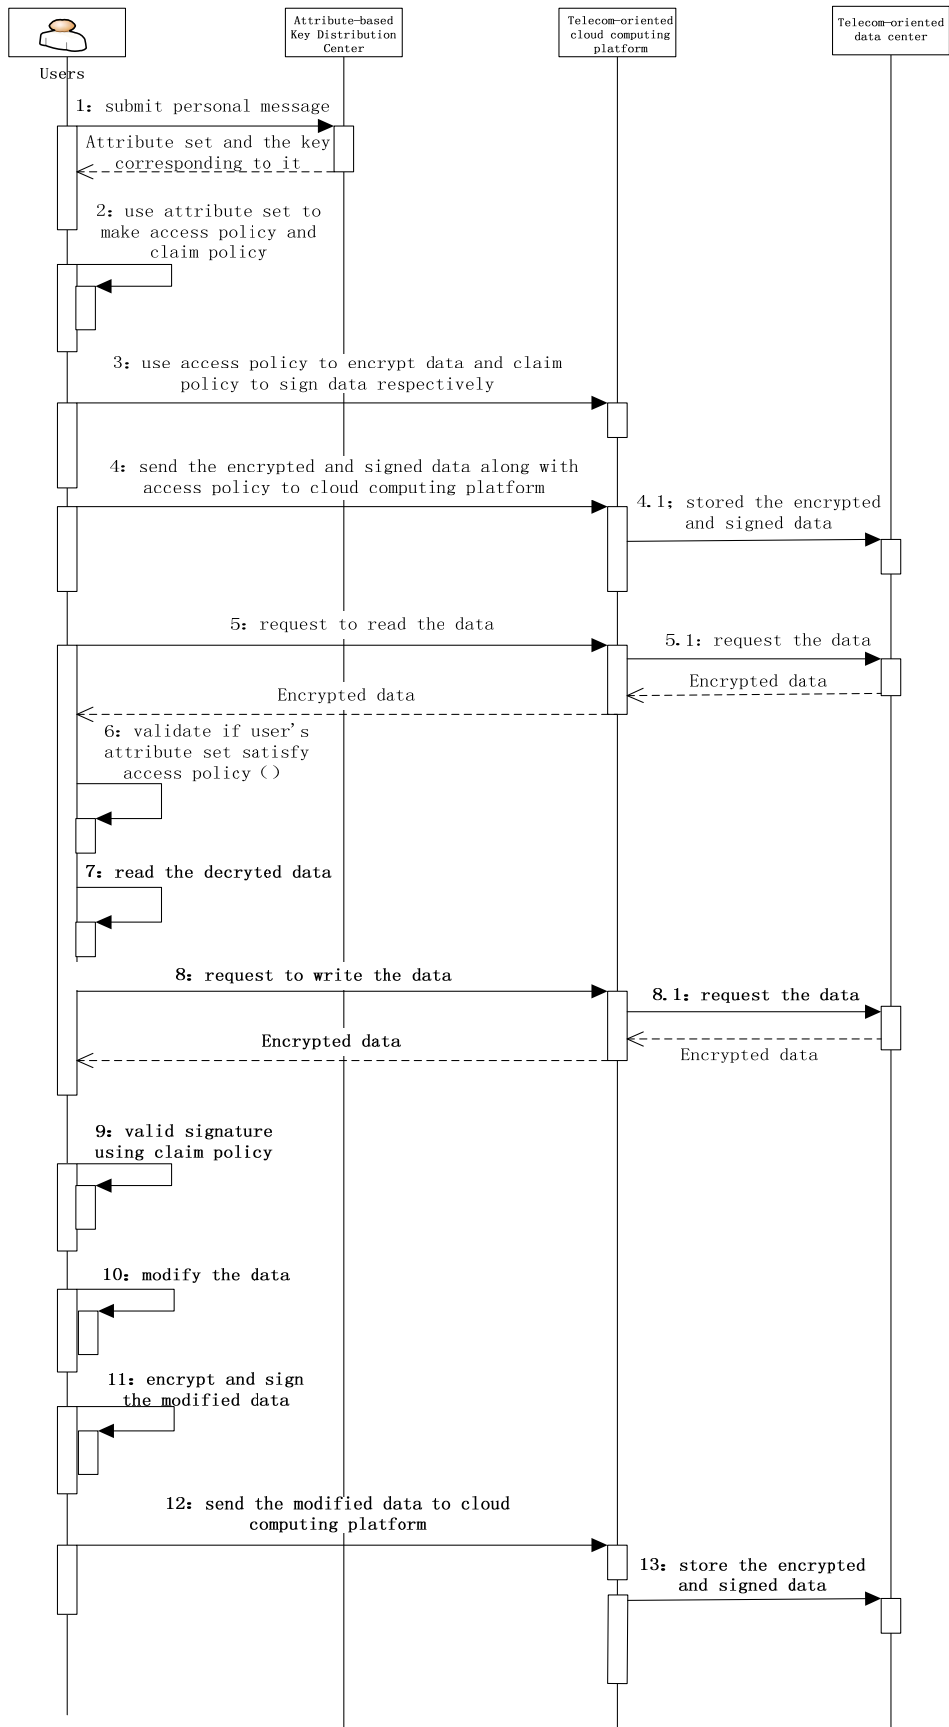 Users
Attribute-based
Key Distribution
Center
Telecom-oriented
cloud computing
platform
Telecom-oriented
data center
1: submit personal message
Attribute set and the key
corresponding to it
2: use attribute set to
make access policy and
claim policy
3: use access policy to encrypt data and claim
policy to sign data respectively
4: send the encrypted and signed data along with
access policy to cloud computing platform
4.1; stored the encrypted
and signed data
5: request to read the data
5.1: request the data
Encrypted data
Encrypted data
6: validate if user's
attribute set satisfy
access policy（）
7: read the decryted data
8: request to write the data
8.1: request the data
Encrypted data
Encrypted data
9: valid signature
using claim policy
10: modify the data
11: encrypt and sign
the modified data
12: send the modified data to cloud
computing platform
13: store the encrypted
and signed data